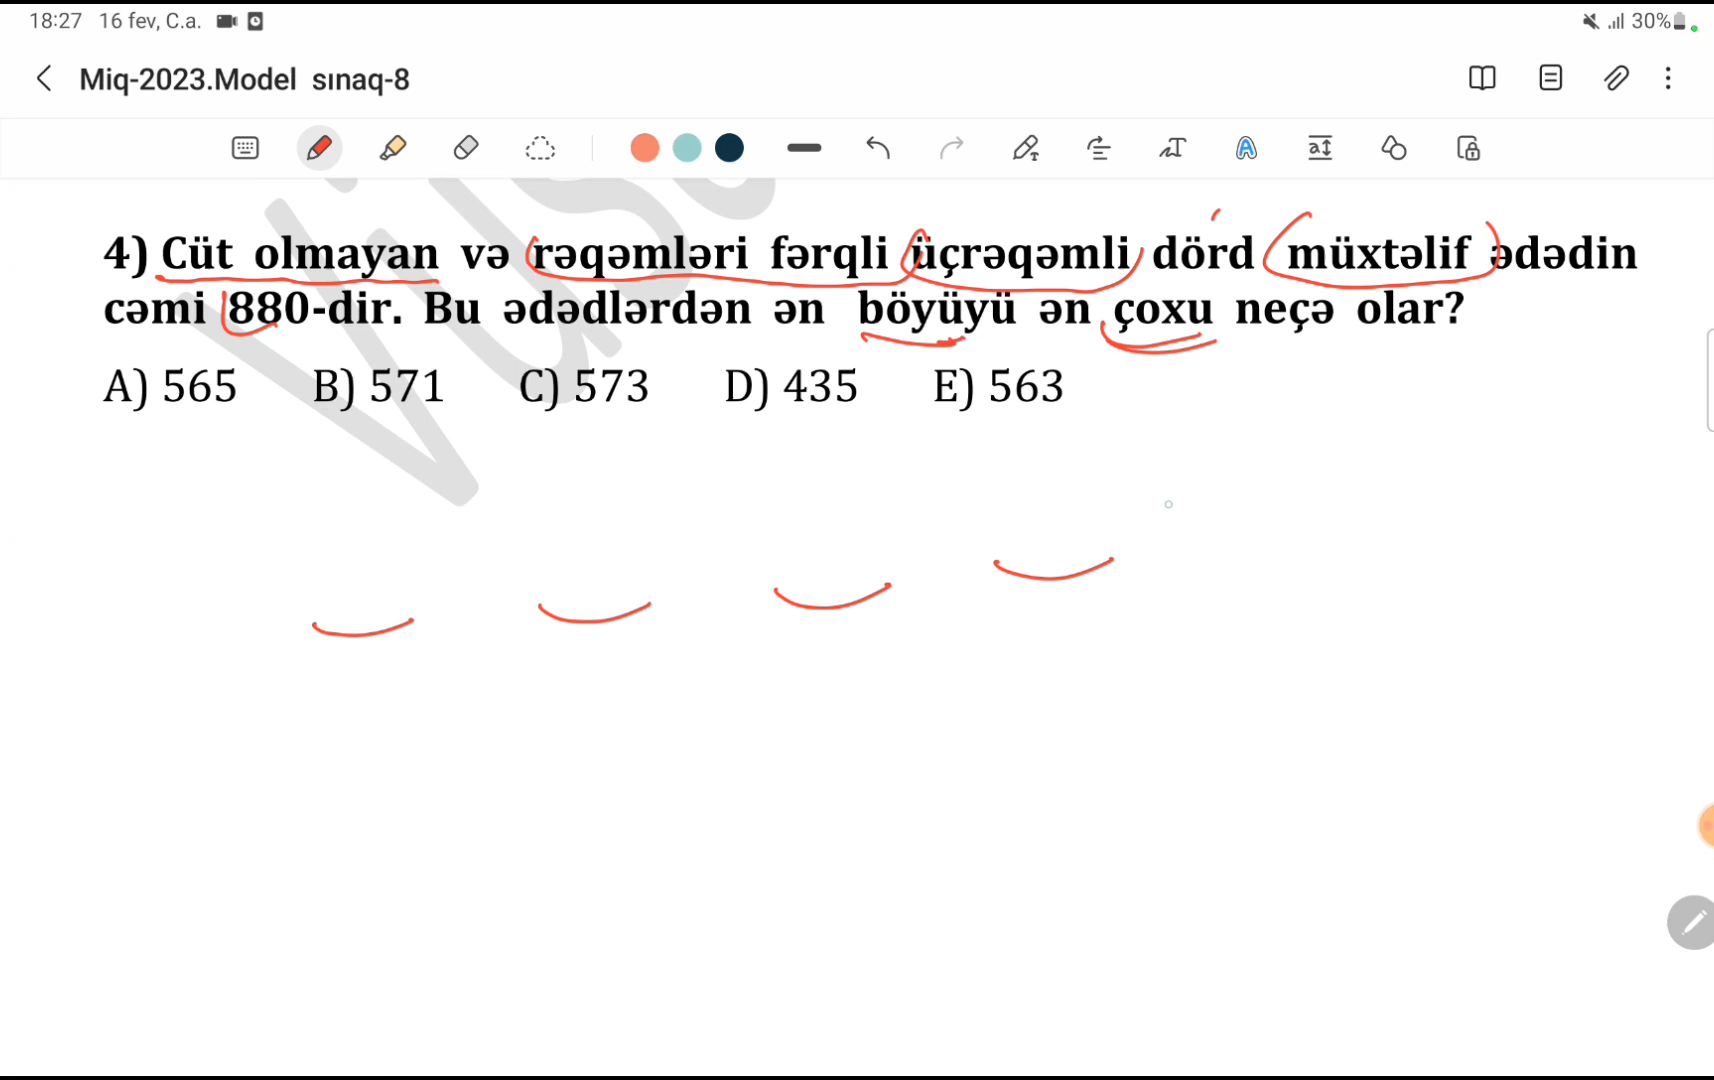 18:27 16 fev, C.a. 30%
Miq-2023.Model sınaq-8
4) Cüt olmayan və rəqəmləri fərqli üçrəqəmli dörd müxtəlif ədədin
cəmi 880-dir. Bu ədədlərdən ən böyüyü ən çoxu neçə olar?
A) 565 B) 571 C) 573 D) 435 E) 563